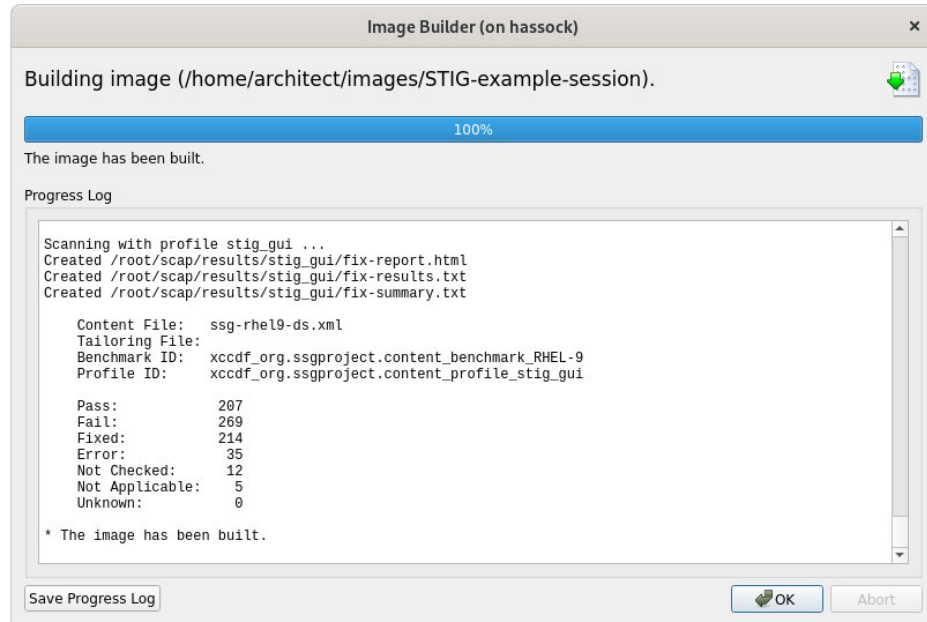 Image Builder (on hassock)
×
Building image (/home/architect/images/STIG-example-session).
100%
The image has been built.
Progress Log
Scanning with profile stig_gui ...
Created /root/scap/results/stig_gui/fix-report.html
Created /root/scap/results/stig_gui/fix-results.txt
Created /root/scap/results/stig_gui/fix-summary.txt
Content File: ssg-rhel9-ds.xml
Tailoring File:
Benchmark ID: xccdf_org.ssgproject.content_benchmark_RHEL-9
Profile ID: xccdf_org.ssgproject.content_profile_stig_gui
Pass: 207
Fail: 269
Fixed: 214
Error: 35
Not Checked: 12
Not Applicable: 5
Unknown: 0
* The image has been built.
Save Progress Log OK Abort